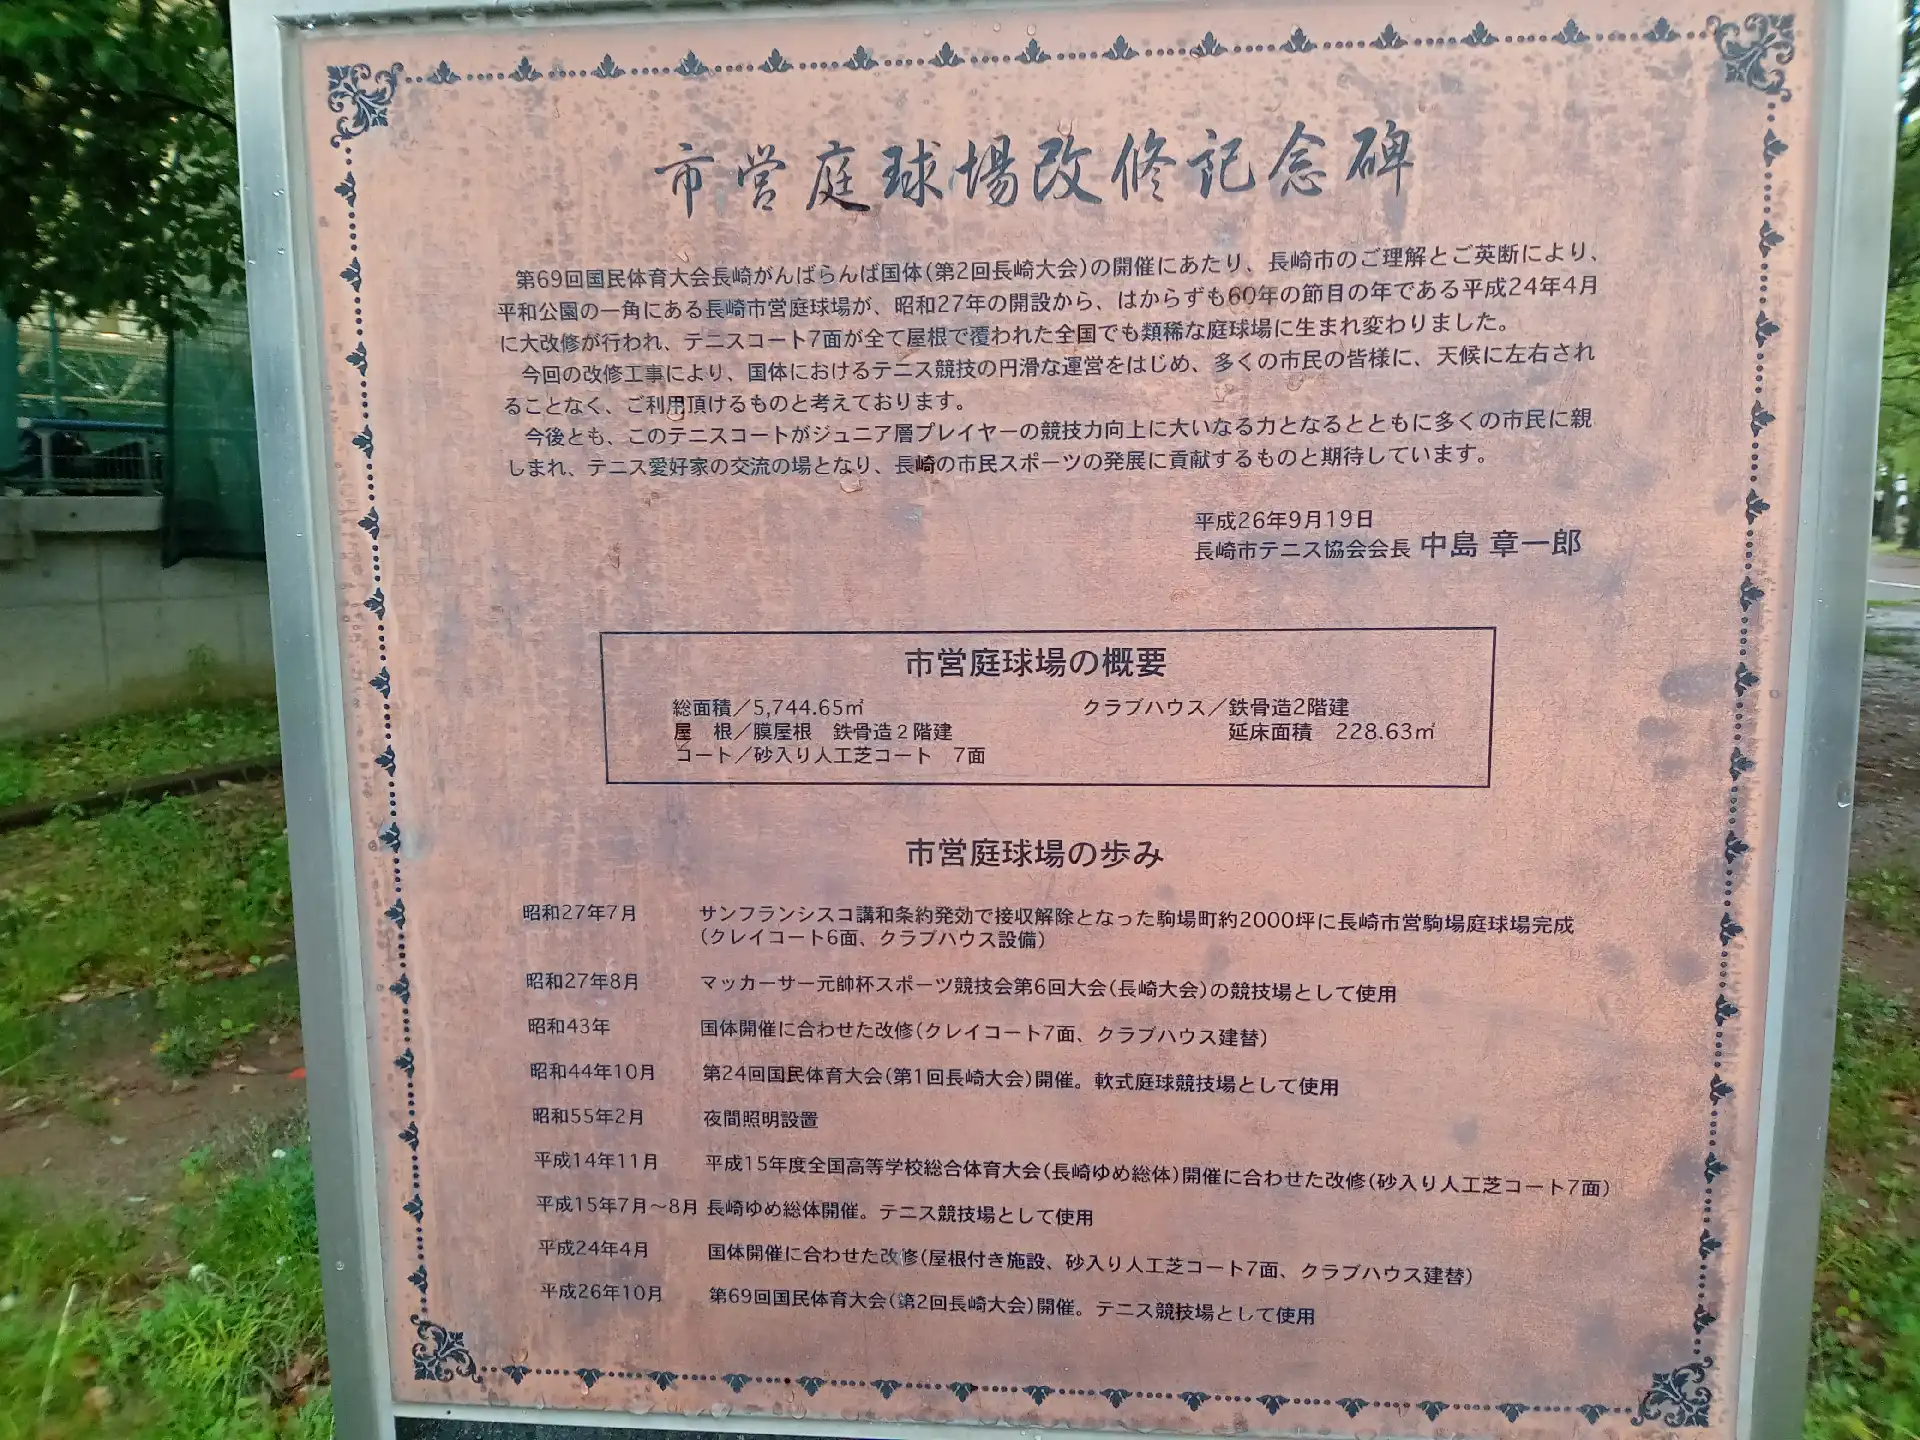 市営庭球場改修記念碑
第69回国民体育大会長崎がんばらんば国体(第2回長崎大会)の開催にあたり、長崎市のご理解とご英断により、
平和公園の一角にある長崎市営庭球場が、昭和27年の開設から、はからずも60年の節目の年である平成24年4月
に大改修が行われ、テニスコート7面が全て屋根で覆われた全国でも類稀な庭球場に生まれ変わりました。
今回の改修工事により、国体におけるテニス競技の円滑な運営をはじめ、多くの市民の皆様に、天候に左右され
ることなく、ご利用頂けるものと考えております。
今後とも、このテニスコートがジュニア層プレイヤーの競技力向上に大いなる力となるとともに多くの市民に親
しまれ、テニス愛好家の交流の場となり、長崎の市民スポーツの発展に貢献するものと期待しています。
平成26年9月19日
長崎市テニス協会会長 中島 章一郎
市営庭球場の概要
総面積／5,744.65㎡
屋　根／膜屋根　鉄骨造２階建
コート／砂入り人工芝コート　7面
クラブハウス／鉄骨造2階建
延床面積　228.63㎡
市営庭球場の歩み
昭和27年7月　サンフランシスコ講和条約発効で接収解除となった駒場町約2000坪に長崎市営駒場庭球場完成
(クレイコート6面、クラブハウス設備)
昭和27年8月　マッカーサー元帥杯スポーツ競技会第6回大会(長崎大会)の競技場として使用
昭和43年　国体開催に合わせた改修(クレイコート7面、クラブハウス建替)
昭和44年10月　第24回国民体育大会(第1回長崎大会)開催。軟式庭球競技場として使用
昭和55年2月　夜間照明設置
平成14年11月　平成15年度全国高等学校総合体育大会(長崎ゆめ総体)開催に合わせた改修(砂入り人工芝コート7面)
平成15年7月～8月 長崎ゆめ総体開催。テニス競技場として使用
平成24年4月　国体開催に合わせた改修(屋根付き施設、砂入り人工芝コート7面、クラブハウス建替)
平成26年10月　第69回国民体育大会(第2回長崎大会)開催。テニス競技場として使用